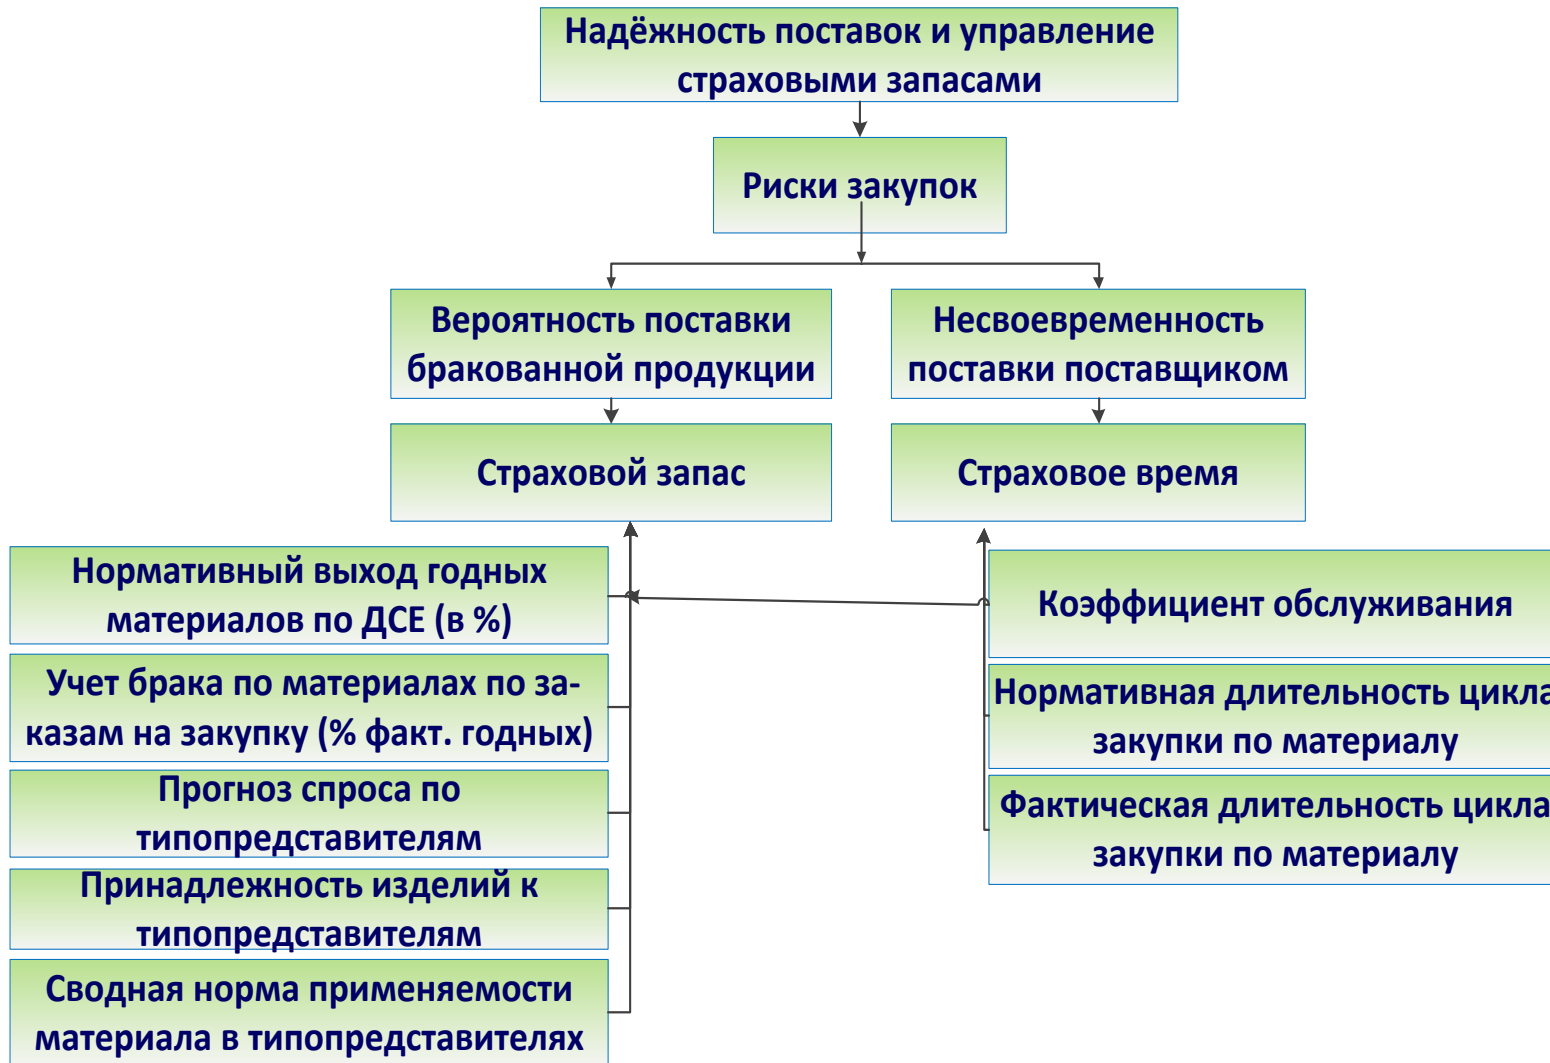 Надёжность поставок и управление
страховыми запасами
Риски закупок
Вероятность поставки
бракованной продукции
Несвоевременность
поставки поставщиком
Страховой запас
Страховое время
Нормативный выход годных
материалов по ДСЕ (в %)
Учет брака по материалах по за-
казам на закупку (% факт. годных)
Прогноз спроса по
типопредставителям
Принадлежность изделий к
типопредставителям
Сводная норма применяемости
материала в типопредставителях
Коэффициент обслуживания
Нормативная длительность цикла
закупки по материалу
Фактическая длительность цикла
закупки по материалу